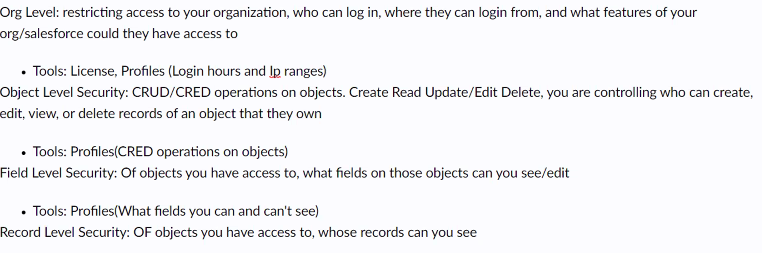 Org Level: restricting access to your organization, who can log in, where they can login from, and what features of your
org/salesforce could they have access to
• Tools: License, Profiles (Login hours and Ip ranges)
Object Level Security: CRUD/CRED operations on objects. Create Read Update/Edit Delete, you are controlling who can create,
edit, view, or delete records of an object that they own
• Tools: Profiles(CRED operations on objects)
Field Level Security: Of objects you have access to, what fields on those objects can you see/edit
• Tools: Profiles(What fields you can and can't see)
Record Level Security: OF objects you have access to, whose records can you see